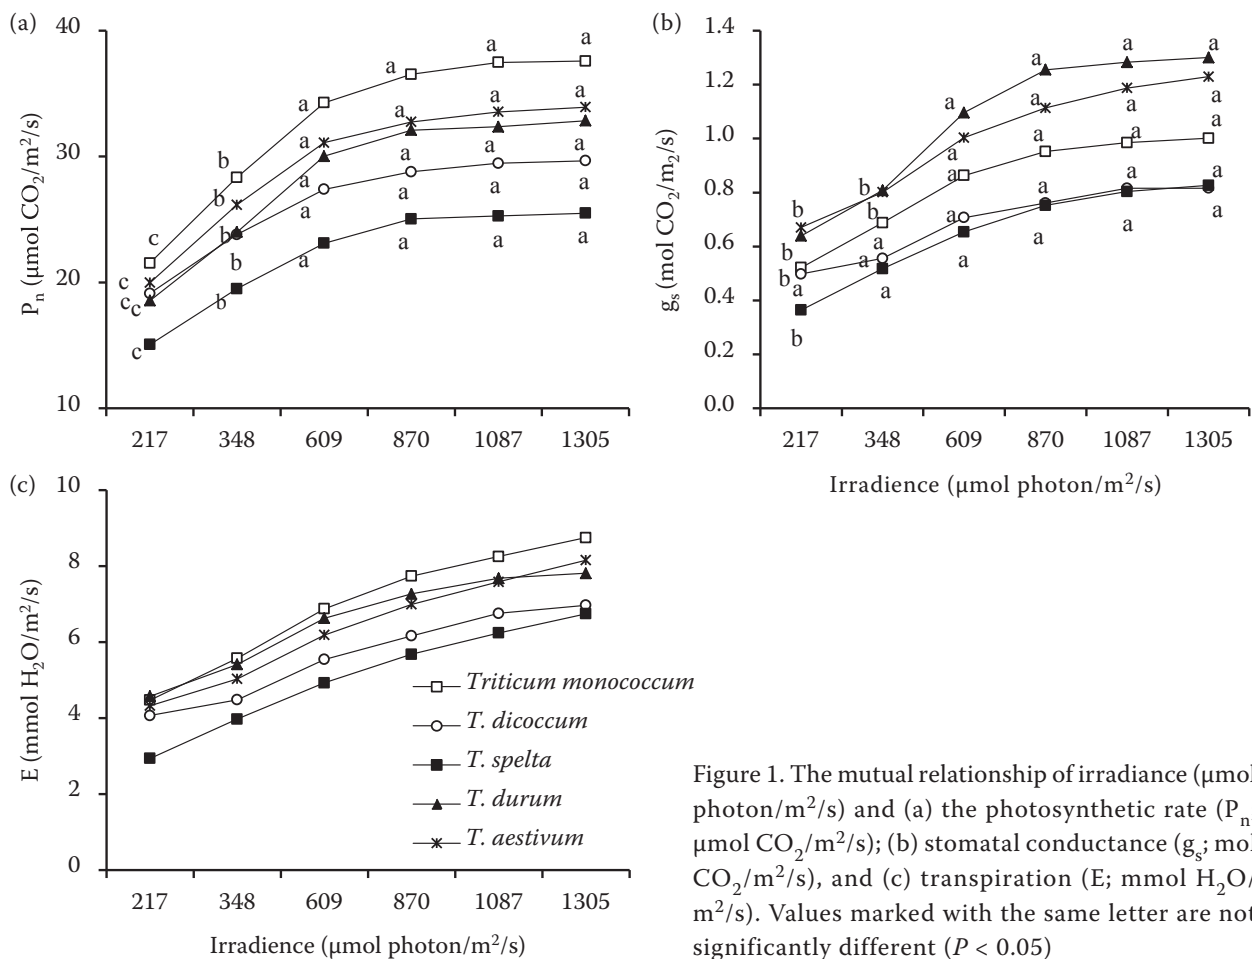 (a)
40
30
20
10
Pn (µmol CO2/m2/s)
a a a a b c
a a a a b c
a a a a b c
a a a a b c
a a a a b c
217 348 609 870 1087 1305
(b)
1.4
1.2
1.0
0.8
0.6
0.4
0.2
0.0
gs (mol CO2/m2/s)
a a a a b b
a a a a b b
a a a a a b
a a a a a a
a a a a a b
217 348 609 870 1087 1305
Irradience (µmol photon/m2/s)
(c)
10
8
6
4
2
0
E (mmol H2O/m2/s)
Triticum monococcum
T. dicoccum
T. spelta
T. durum
T. aestivum
217 348 609 870 1087 1305
Irradience (µmol photon/m2/s)
Figure 1. The mutual relationship of irradiance (µmol
photon/m2/s) and (a) the photosynthetic rate (Pn
µmol CO2/m2/s); (b) stomatal conductance (gs; mol
CO2/m2/s), and (c) transpiration (E; mmol H2O/
m2/s). Values marked with the same letter are not
significantly different (P < 0.05)